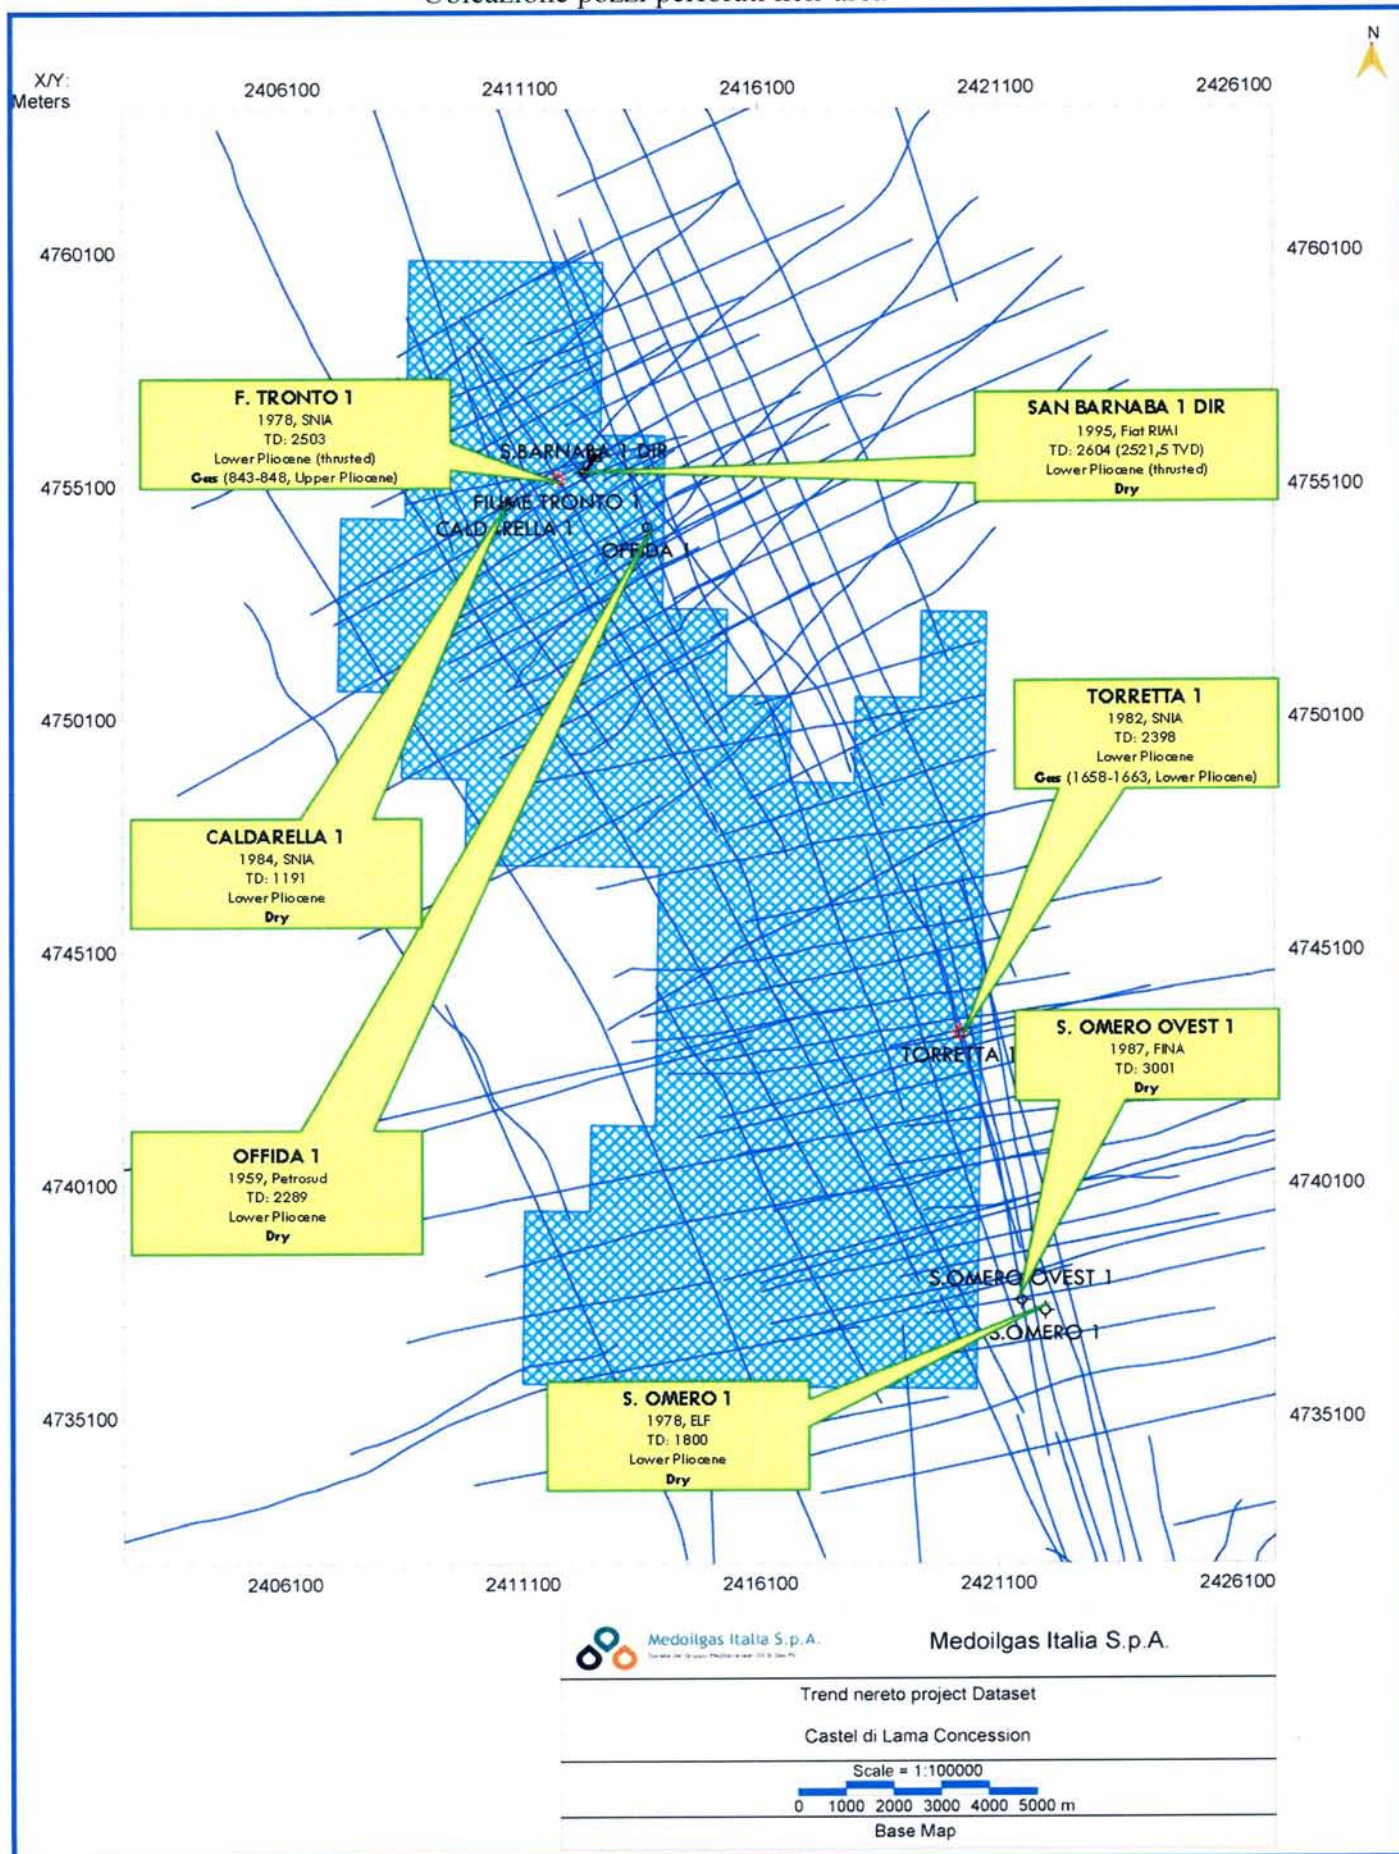 N
X/Y:
Meters
2406100 2411100 2416100 2421100 2426100
4760100 4760100
F. TRONTO 1
1978, SNIA
TD: 2503
Lower Pliocene (thrusted)
Gas (843-848, Upper Pliocene)
SAN BARNABA 1 DIR
1995, Fiat RIMI
TD: 2604 (2521,5 TVD)
Lower Pliocene (thrusted)
Dry
S.BARNABA 1 DIR
4755100 4755100
FIUME TRONTO 1
CALDARELLA 1
OFFIDA 1
TORRETTA 1
1982, SNIA
TD: 2398
Lower Pliocene
Gas (1658-1663, Lower Pliocene)
4750100 4750100
CALDARELLA 1
1984, SNIA
TD: 1191
Lower Pliocene
Dry
4745100 4745100
TORRETTA 1
S. OMERO OVEST 1
1987, FINA
TD: 3001
Dry
OFFIDA 1
1959, Petrosud
TD: 2289
Lower Pliocene
Dry
4740100 4740100
S.OMERO OVEST 1
S.OMERO 1
S. OMERO 1
1978, ELF
TD: 1800
Lower Pliocene
Dry
4735100 4735100
2406100 2411100 2416100 2421100 2426100
Medoilgas Italia S.p.A.
Medoilgas Italia S.p.A.
Trend nereto project Dataset
Castel di Lama Concession
Scale = 1:100000
0 1000 2000 3000 4000 5000 m
Base Map